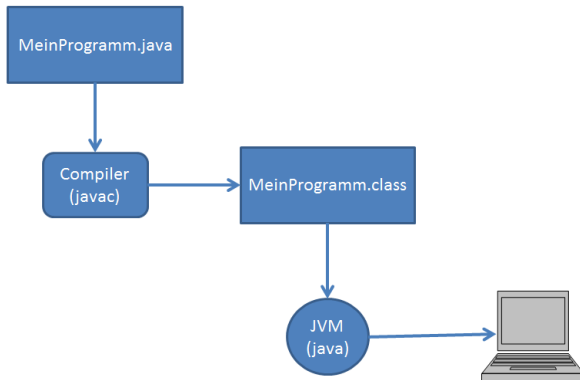 MeinProgramm.java
Compiler
(javac)
MeinProgramm.class
JVM
(java)